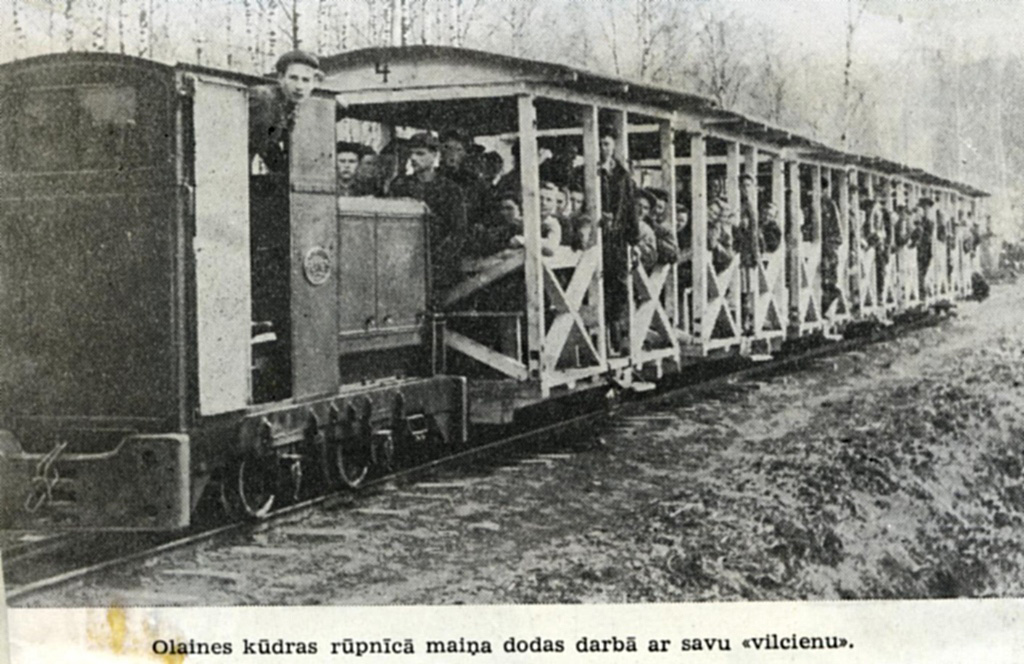 4
Olaines kūdras rūpnīcā maiņa dodas darbā ar savu «vilcienu».